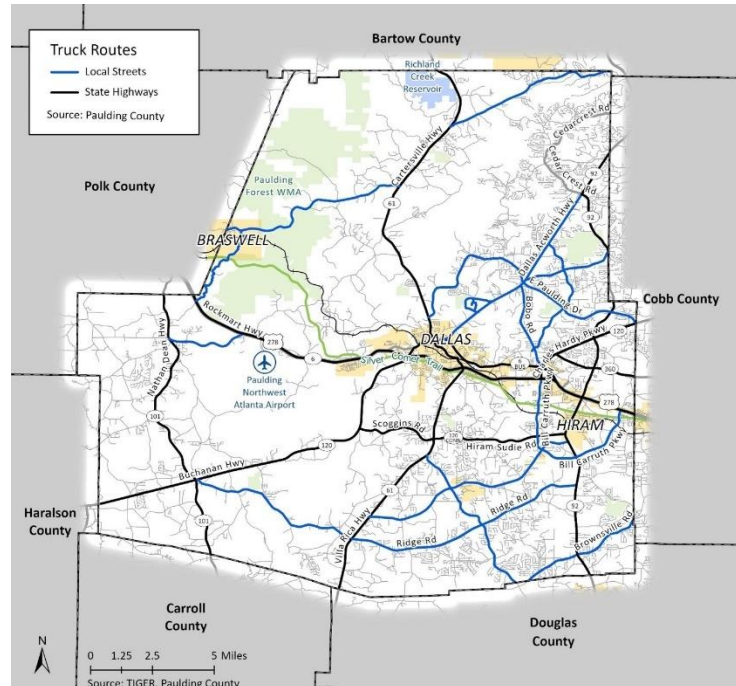 Truck Routes
Local Streets
State Highways
Source: Paulding County
Bartow County
Richland
Creek
Reservoir
Cedarcrest Rd
Cedar Crest Rd
92
92
Cartersville Hwy
61
Polk County
Paulding
Forest WMA
BRASWELL
Dallas Acworth Hwy
E Paulding Dr
Bobo Rd
Cobb County
Rockmart Hwy
278
6
Nathan Dean Hwy
101
Paulding
Northwest
Atlanta Airport
DALLAS
Silver Comet Trail
Charles Hardy Pkwy
120
6
BUS
360
278
Bill Carruth Pkwy
HIRAM
Scoggins Rd
120
Hiram Sudie Rd
Bill Carruth Pkwy
Buchanan Hwy
61
Villa Rica Hwy
Ridge Rd
Ridge Rd
92
Brownsville Rd
101
Haralson
County
Carroll
County
Douglas
County
N
0 1.25 2.5 5 Miles
Source: TIGER, Paulding County